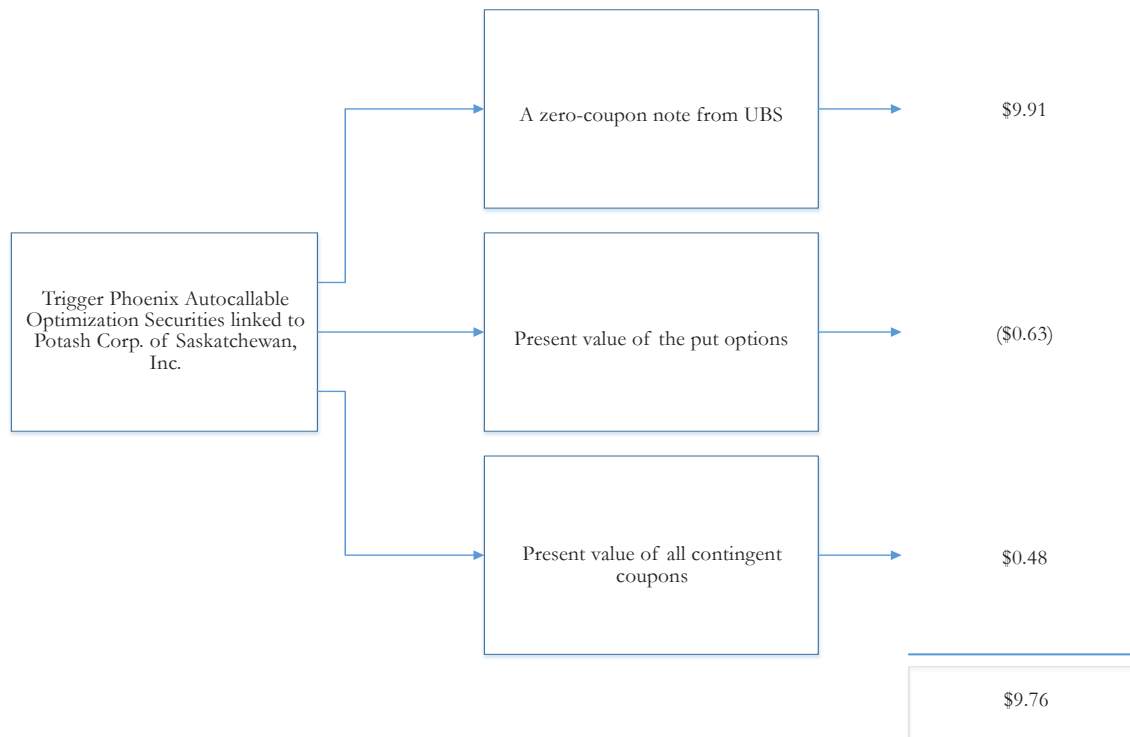 A zero-coupon note from UBS
$9.91
Trigger Phoenix Autocallable
Optimization Securities linked to
Potash Corp. of Saskatchewan,
Inc.
Present value of the put options
($0.63)
Present value of all contingent
coupons
$0.48
$9.76